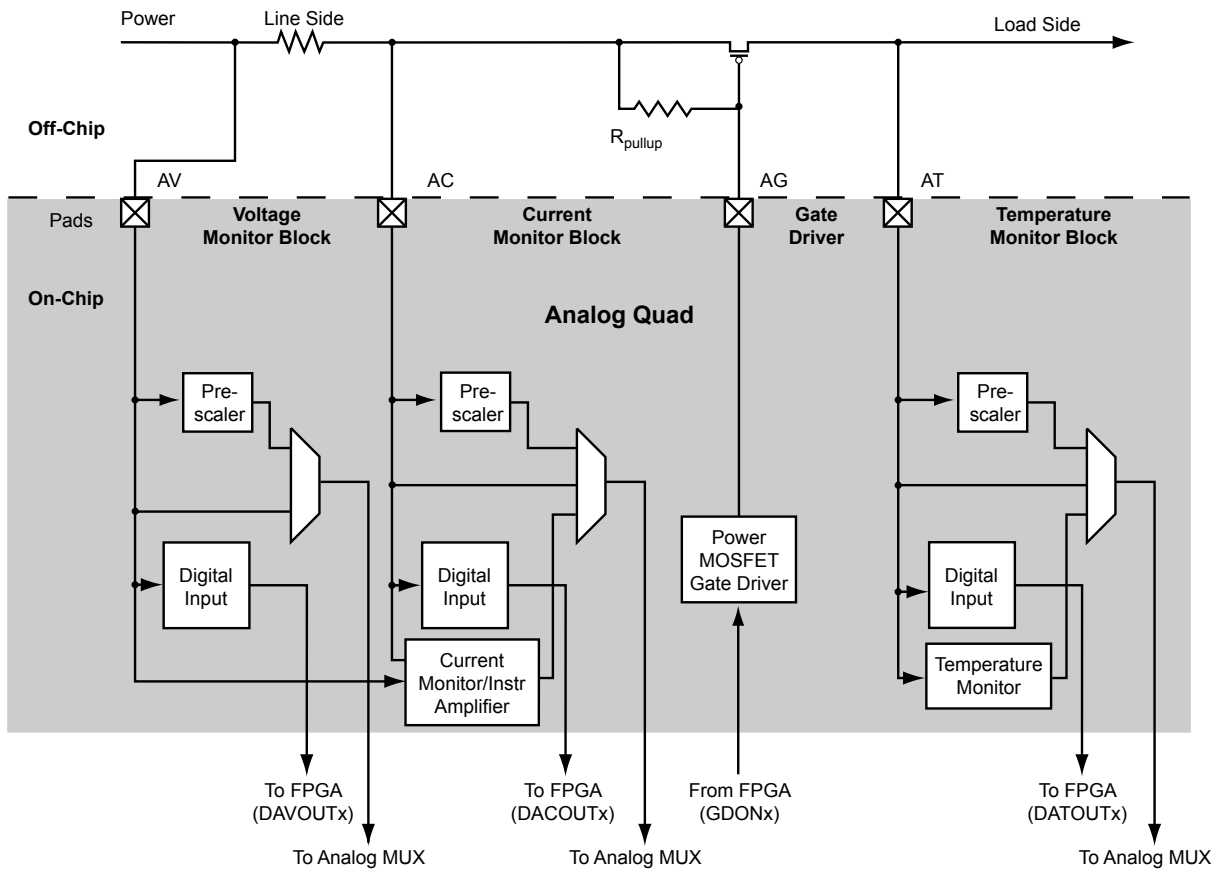 Power
Line Side
Load Side
Off-Chip
Rpullup
AV
AC
AG
AT
Pads
Voltage
Monitor Block
Current
Monitor Block
Gate
Driver
Temperature
Monitor Block
On-Chip
Analog Quad
Pre-
scaler
Pre-
scaler
Pre-
scaler
Power
MOSFET
Gate Driver
Digital
Input
Digital
Input
Digital
Input
Current
Monitor/Instr
Amplifier
Temperature
Monitor
To FPGA
(DAVOUTx)
To FPGA
(DACOUTx)
From FPGA
(GDONx)
To FPGA
(DATOUTx)
To Analog MUX
To Analog MUX
To Analog MUX